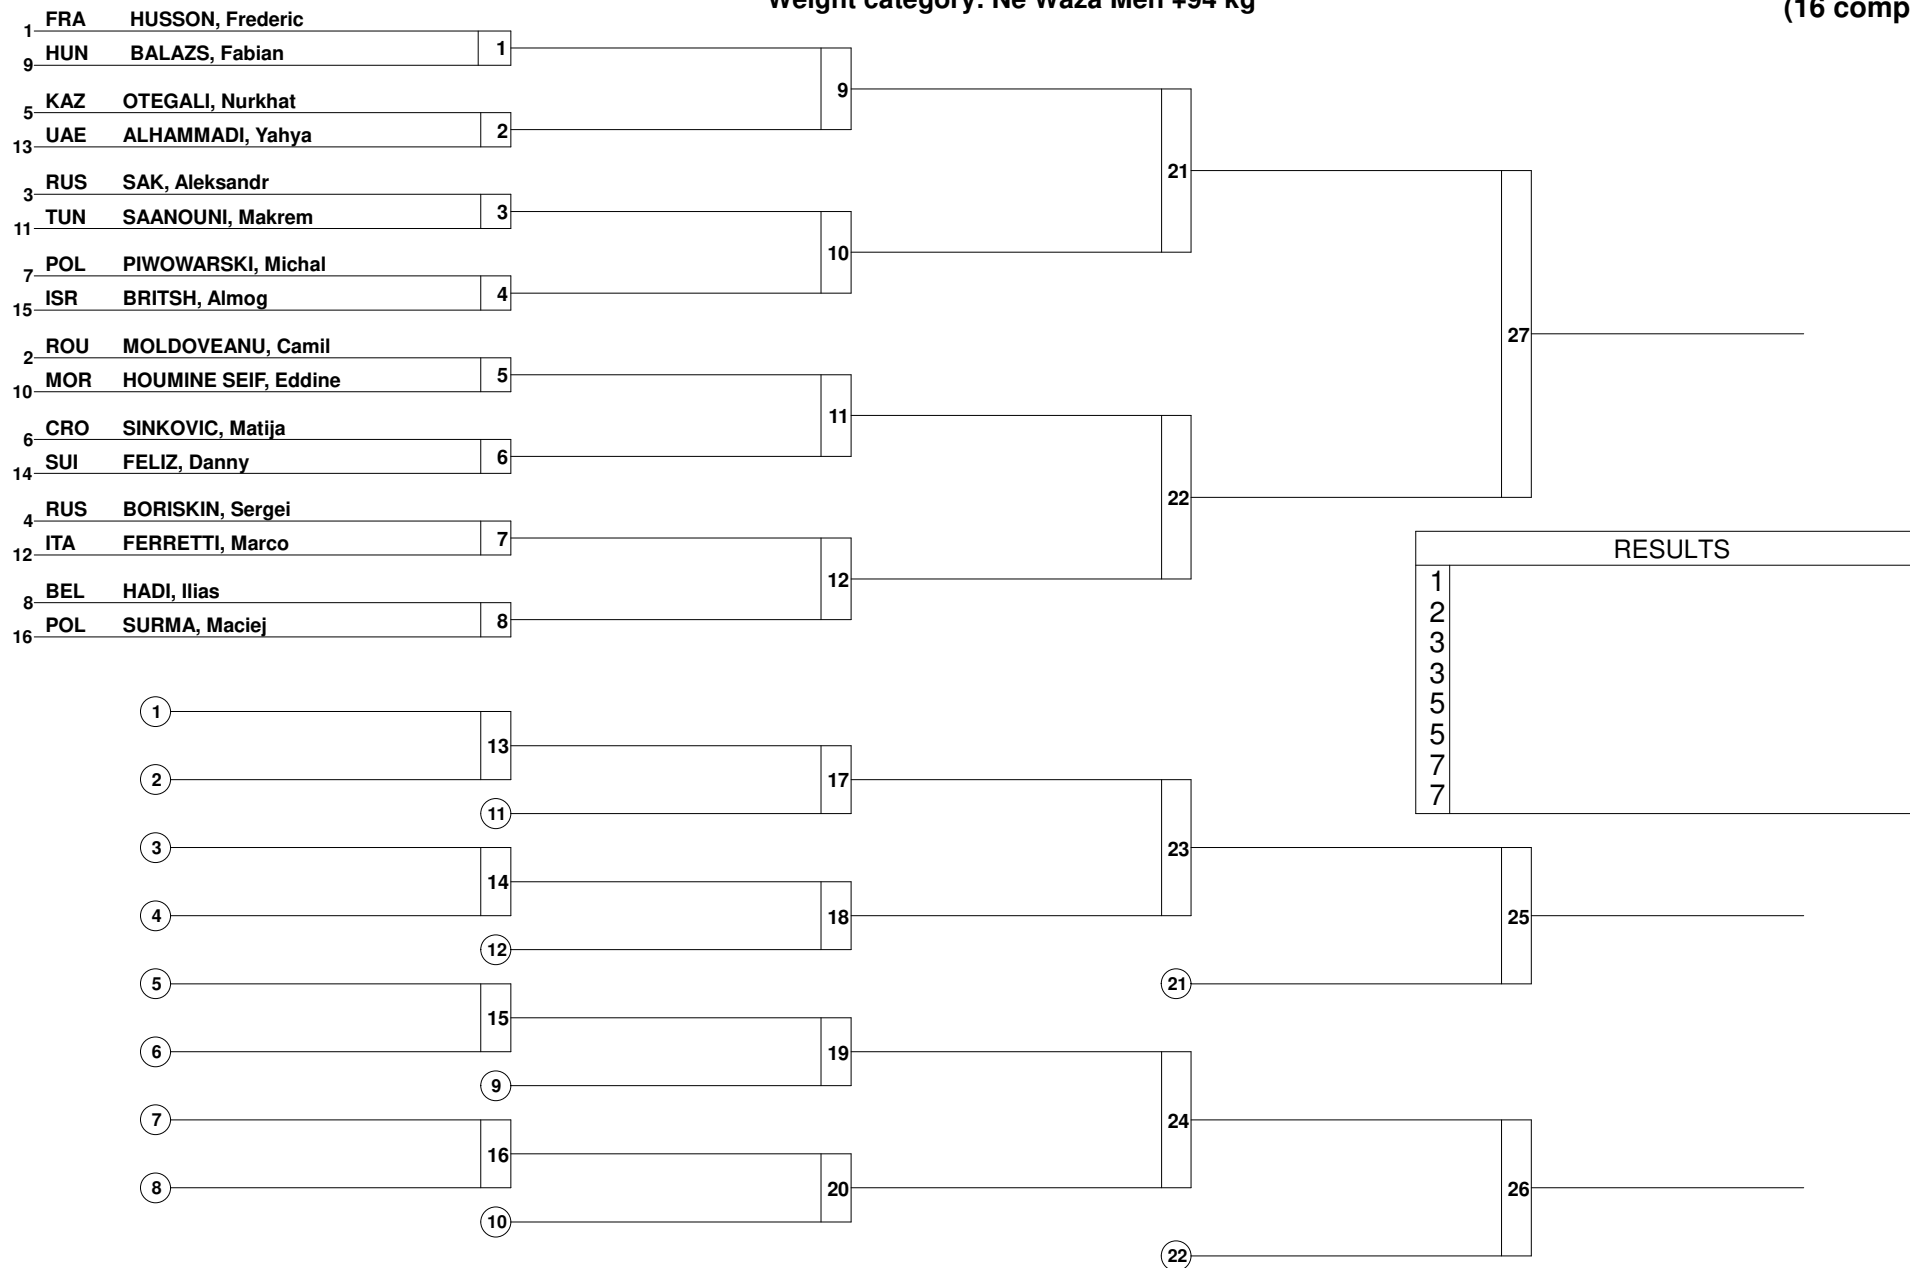 Weight category: Ne Waza Men +94 kg
(16 comp
1 FRA HUSSON, Frederic
9 HUN BALAZS, Fabian
1
5 KAZ OTEGALI, Nurkhat
13 UAE ALHAMMADI, Yahya
2
9
3 RUS SAK, Aleksandr
11 TUN SAANOUNI, Makrem
3
21
7 POL PIWOWARSKI, Michal
15 ISR BRITSH, Almog
4
10
2 ROU MOLDOVEANU, Camil
10 MOR HOUMINE SEIF, Eddine
5
27
6 CRO SINKOVIC, Matija
14 SUI FELIZ, Danny
6
11
4 RUS BORISKIN, Sergei
12 ITA FERRETTI, Marco
7
22
8 BEL HADI, Ilias
16 POL SURMA, Maciej
8
12
RESULTS
1
2
3
3
5
5
7
7
1
13
2
17
11
3
23
14
4
18
25
12
5
21
15
6
19
9
7
24
16
8
20
26
10
22